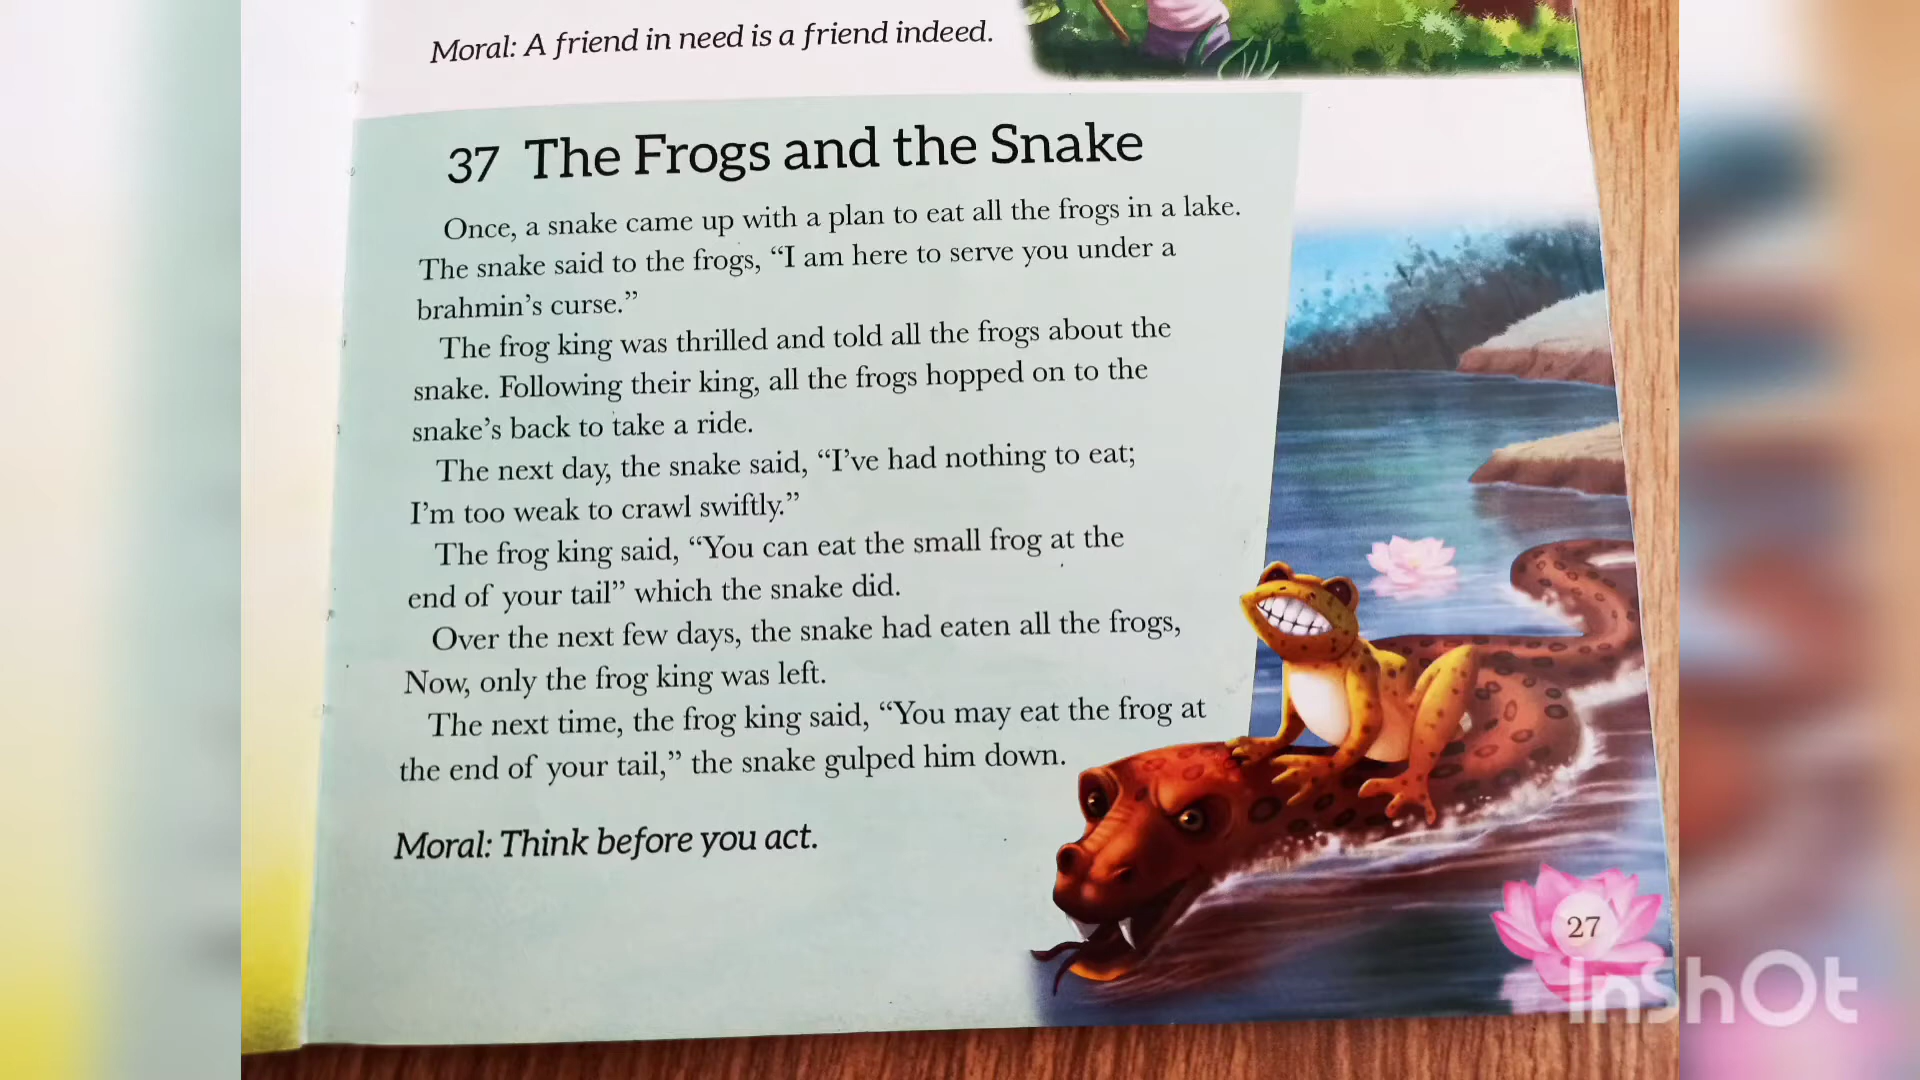 Moral: A friend in need is a friend indeed.
37 The Frogs and the Snake
Once, a snake came up with a plan to eat all the frogs in a lake.
The snake said to the frogs, “I am here to serve you under a
brahmin’s curse.”
The frog king was thrilled and told all the frogs about the
snake. Following their king, all the frogs hopped on to the
snake’s back to take a ride.
The next day, the snake said, “I’ve had nothing to eat;
I’m too weak to crawl swiftly.”
The frog king said, “You can eat the small frog at the
end of your tail” which the snake did.
Over the next few days, the snake had eaten all the frogs,
Now, only the frog king was left.
The next time, the frog king said, “You may eat the frog at
the end of your tail,” the snake gulped him down.
Moral: Think before you act.
27
InShOt